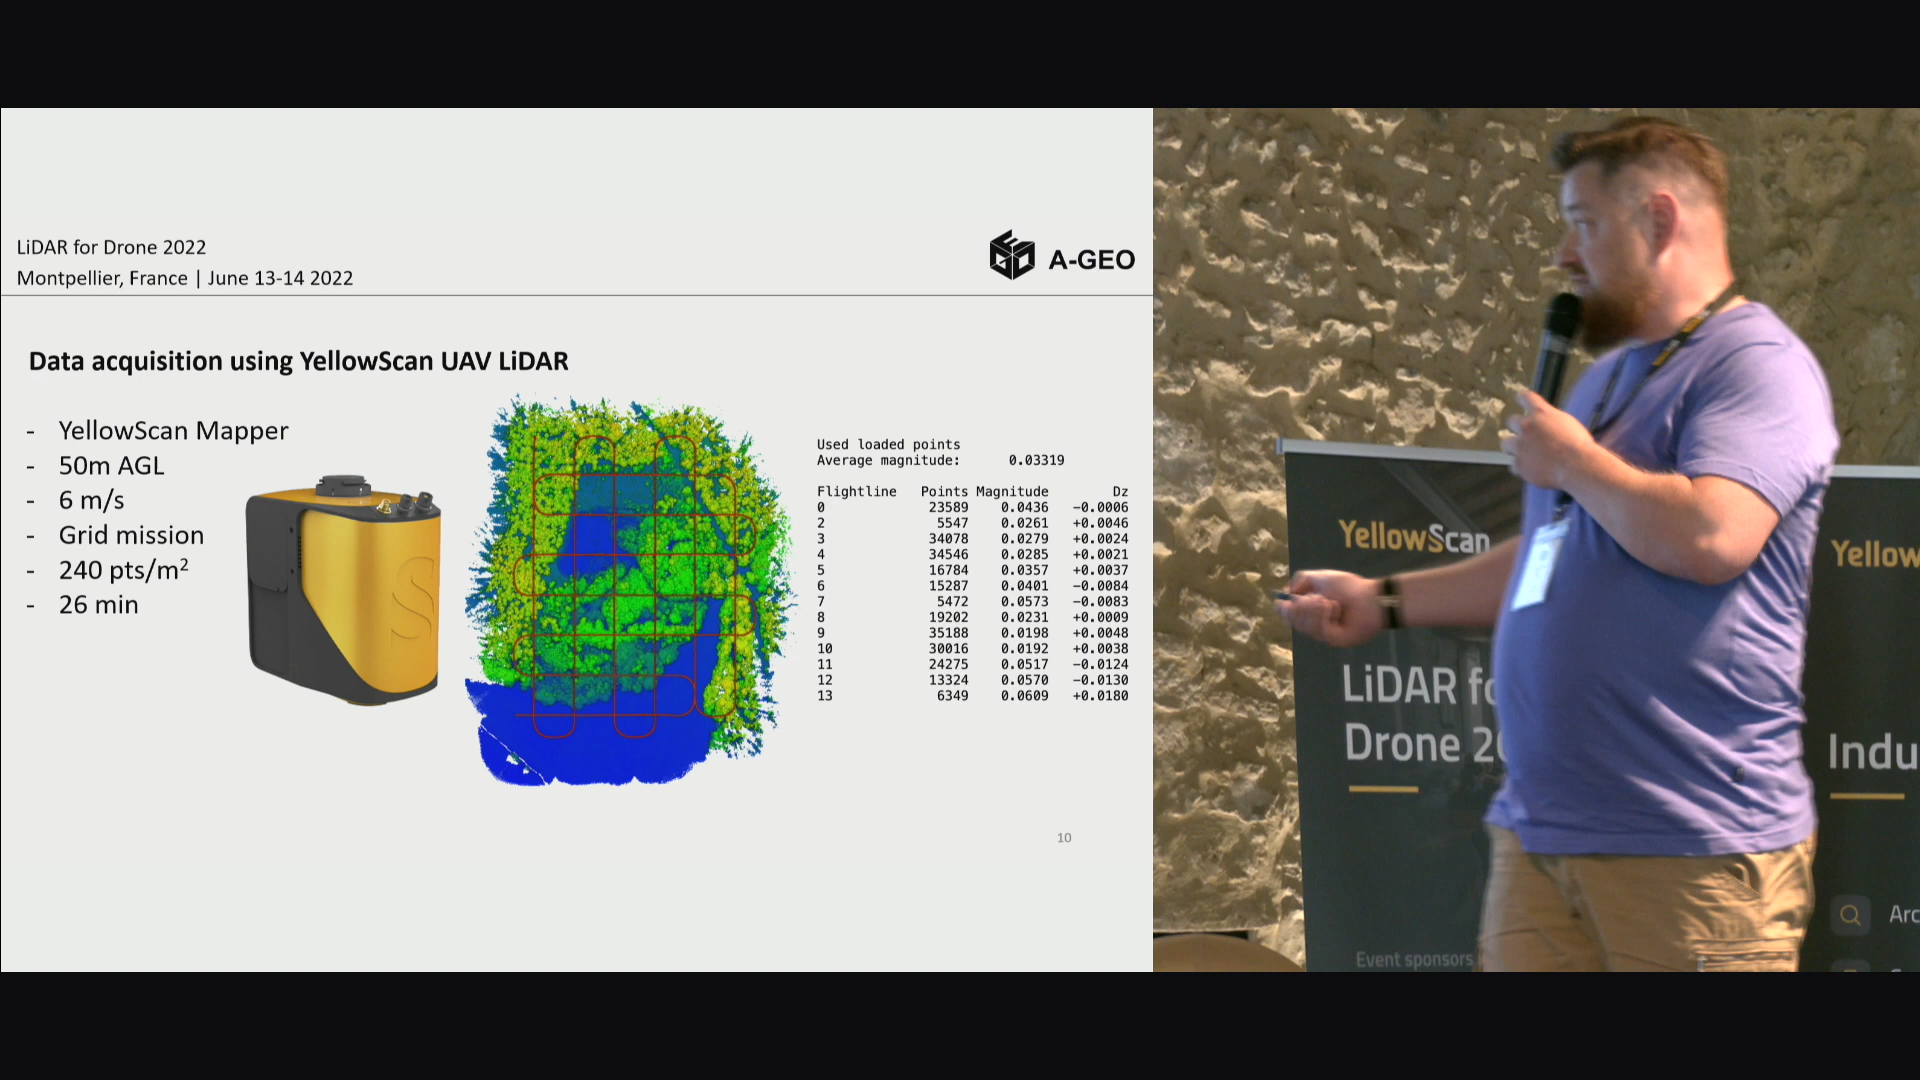 LiDAR for Drone 2022
Montpellier, France | June 13-14 2022
A-GEO
Data acquisition using YellowScan UAV LiDAR
- YellowScan Mapper
- 50m AGL
- 6 m/s
- Grid mission
- 240 pts/m²
- 26 min
Used loaded points
Average magnitude: 0.03319
Flightline Points Magnitude Dz
0 23589 0.0436 −0.0006
2 5547 0.0261 +0.0046
3 34078 0.0279 +0.0024
4 34546 0.0285 +0.0021
5 16784 0.0357 +0.0037
6 15287 0.0401 −0.0084
7 5472 0.0573 −0.0083
8 19202 0.0231 +0.0009
9 35188 0.0198 +0.0048
10 30016 0.0192 +0.0038
11 24275 0.0517 −0.0124
12 13324 0.0570 −0.0130
13 6349 0.0609 +0.0180
10
YellowScan
LiDAR fo
Drone 20
Event sponsors
Yellow
Indu
Arc